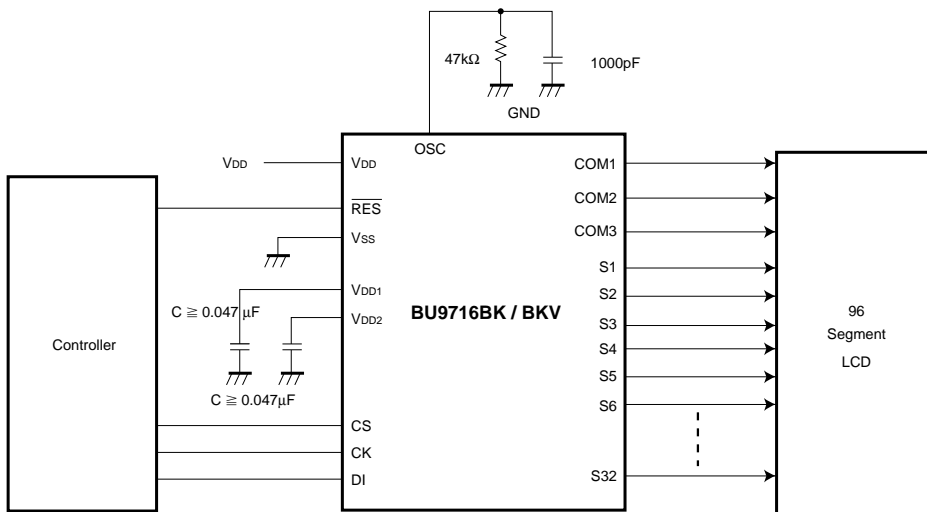 47kΩ
1000pF
GND
OSC
VDD
VDD
COM1
COM2
RES
COM3
VSS
S1
VDD1
S2
C ≧ 0.047 µF
BU9716BK / BKV
VDD2
S3
96
Segment
LCD
Controller
S4
S5
C ≧ 0.047µF
S6
CS
CK
DI
S32